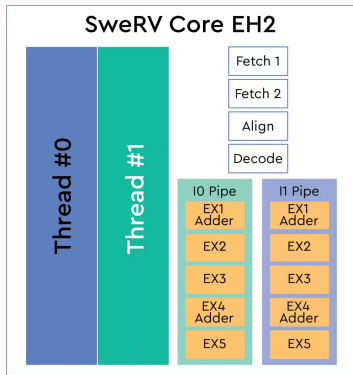 SweRV Core EH2
Thread #0
Thread #1
Fetch 1
Fetch 2
Align
Decode
I0 Pipe
EX1
Adder
EX2
EX3
EX4
Adder
EX5
I1 Pipe
EX1
Adder
EX2
EX3
EX4
Adder
EX5